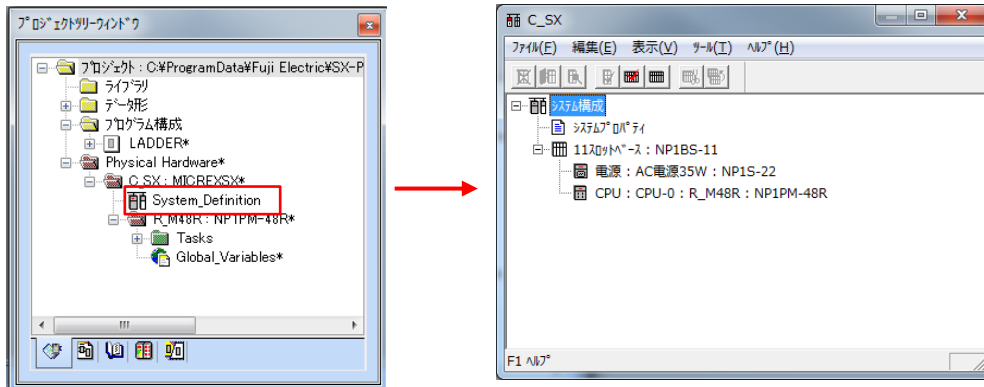 プロジェクトツリーウィンドウ
プロジェクト : C:¥ProgramData¥Fuji Electric¥SX-P
ライブラリ
データ形
プログラム構成
LADDER*
Physical Hardware*
C_SX : MICREXSX*
System_Definition
R_M48R : NP1PM-48R*
Tasks
Global_Variables*
C_SX
ファイル(F) 編集(E) 表示(V) ツール(T) ヘルプ(H)
システム構成
システムプロパティ
11スロットベース : NP1BS-11
電源 : AC電源35W : NP1S-22
CPU : CPU-0 : R_M48R : NP1PM-48R
F1 ヘルプ